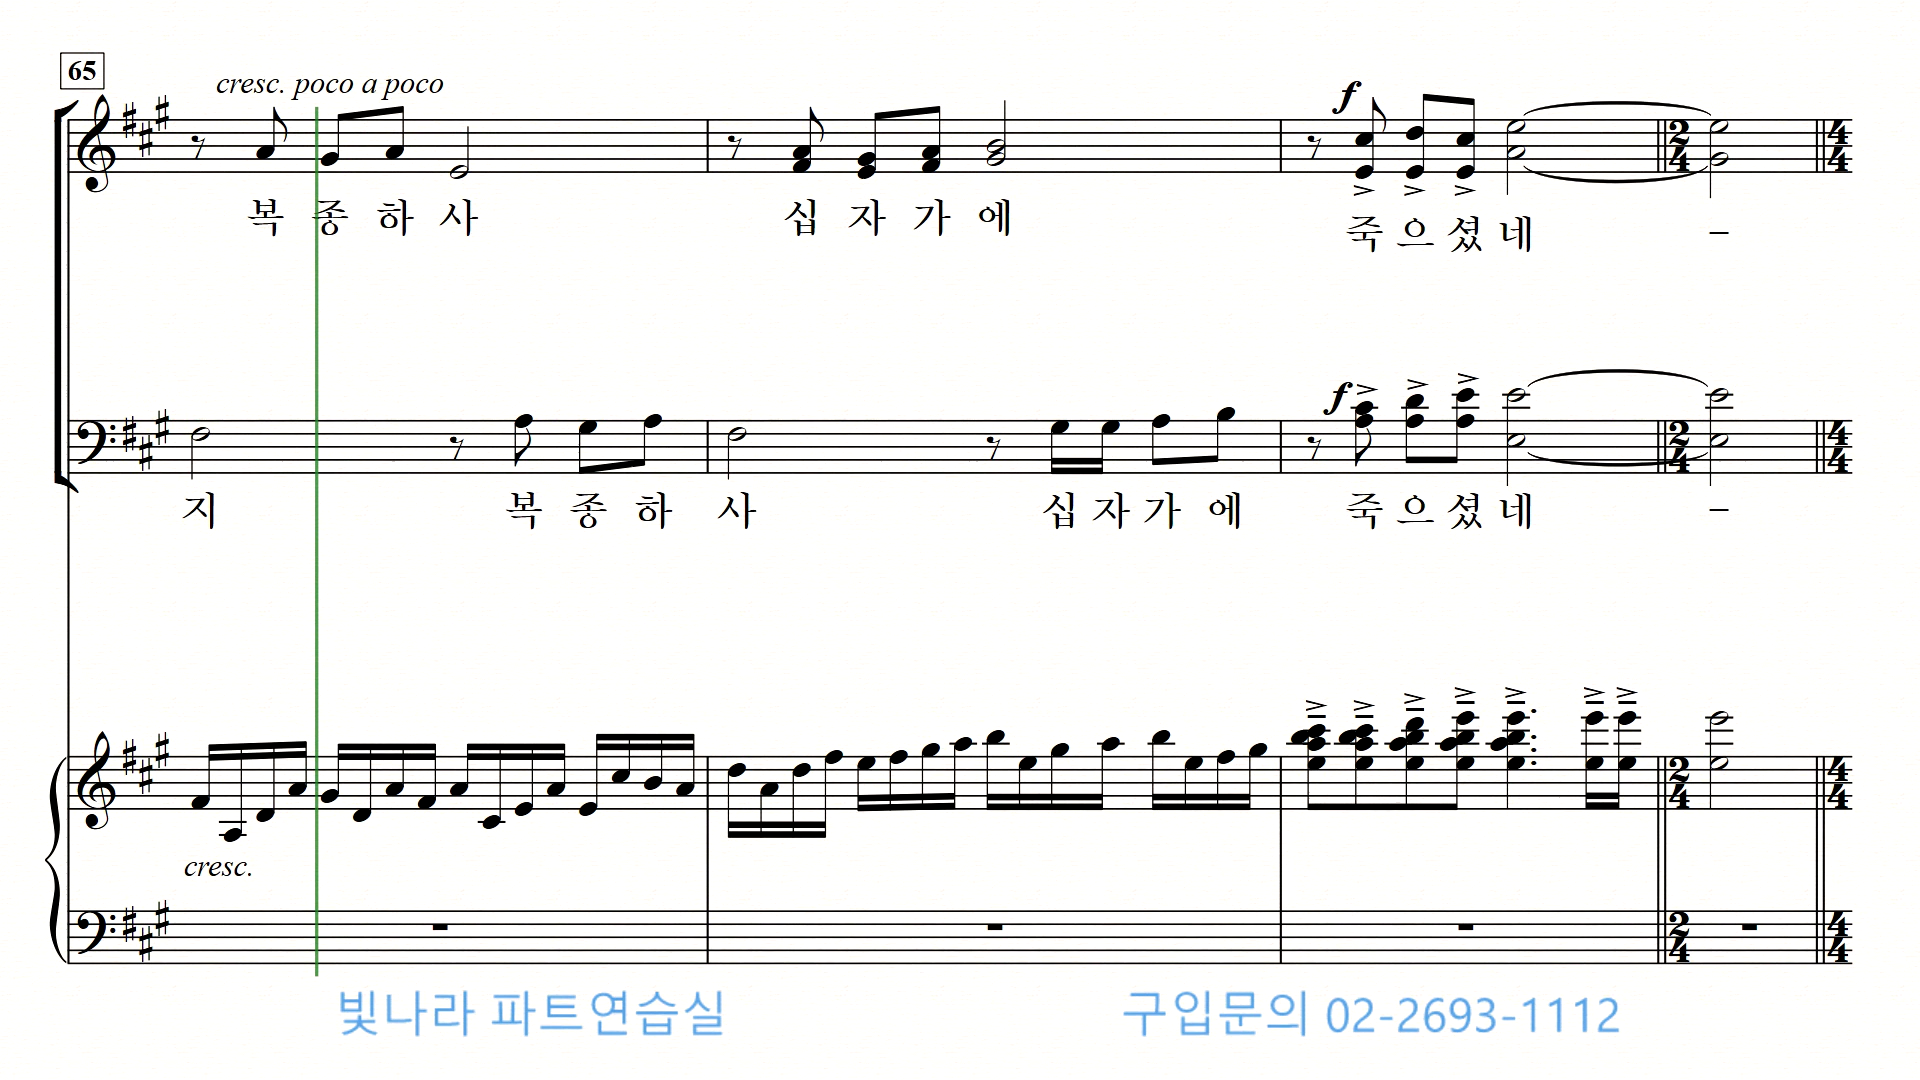 65
cresc. poco a poco
f
복 종 하 사 십 자 가 에 죽 으 셨 네 -
f
지 복 종 하 사 십 자 가 에 죽 으 셨 네 -
cresc.
빛나라 파트연습실 구입문의 02-2693-1112